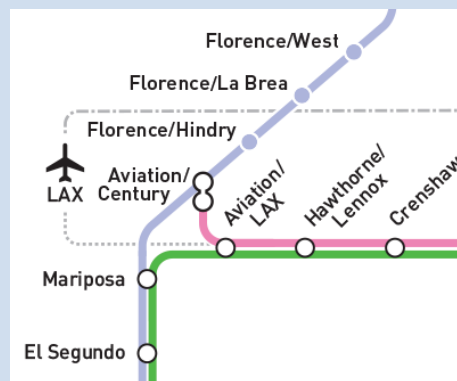 Florence/West
Florence/La Brea
Florence/Hindry
Aviation/
Century
LAX
Aviation/
LAX
Hawthorne/
Lennox
Crenshaw
Mariposa
El Segundo